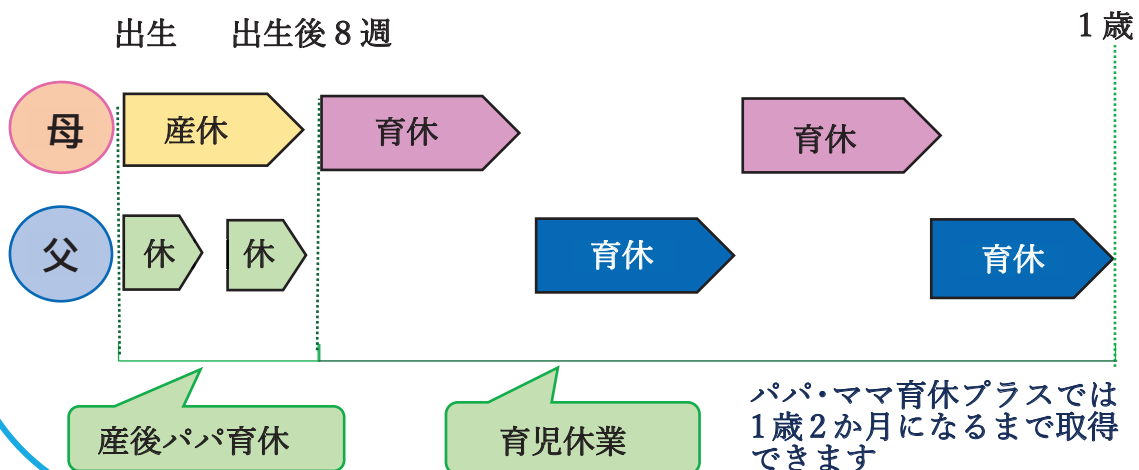 出生 出生後8週 1歳
母 産休 育休 育休
父 休 休 育休 育休
産後パパ育休
育児休業
パパ・ママ育休プラスでは
1歳2か月になるまで取得
できます